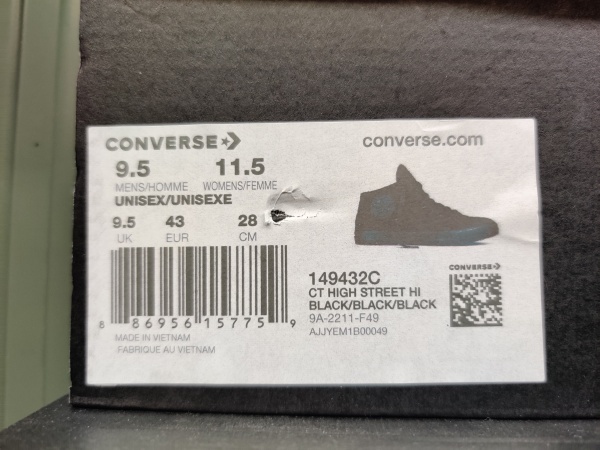 CONVERSE
converse.com
9.5 11.5
MENS/HOMME WOMENS/FEMME
UNISEX/UNISEXE
9.5 43 28
UK EUR CM
149432C
CT HIGH STREET HI
BLACK/BLACK/BLACK
9A-2211-F49
AJJYEM1B00049
CONVERSE
8 86956 15775 9
MADE IN VIETNAM
FABRIQUE AU VIETNAM